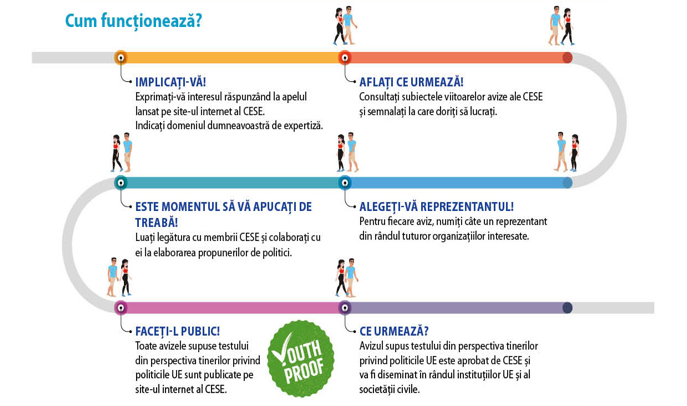 Cum funcționează?
IMPLICAȚI-VĂ!
Exprimați-vă interesul răspunzând la apelul
lansat pe site-ul internet al CESE.
Indicați domeniul dumneavoastră de expertiză.
AFLAȚI CE URMEAZĂ!
Consultați subiectele viitoarelor avize ale CESE
și semnalați la care doriți să lucrați.
ALEGEȚI-VĂ REPREZENTANTUL!
Pentru fiecare aviz, numiți câte un reprezentant
din rândul tuturor organizațiilor interesate.
ESTE MOMENTUL SĂ VĂ APUCAȚI DE
TREABĂ!
Luați legătura cu membrii CESE și colaborați cu
ei la elaborarea propunerilor de politici.
FACEȚI-L PUBLIC!
Toate avizele supuse testului
din perspectiva tinerilor privind
politicile UE sunt publicate pe
site-ul internet al CESE.
YOUTH
PROOF
CE URMEAZĂ?
Avizul supus testului din perspectiva tinerilor
privind politicile UE este aprobat de CESE și
va fi diseminat în rândul instituțiilor UE și al
societății civile.